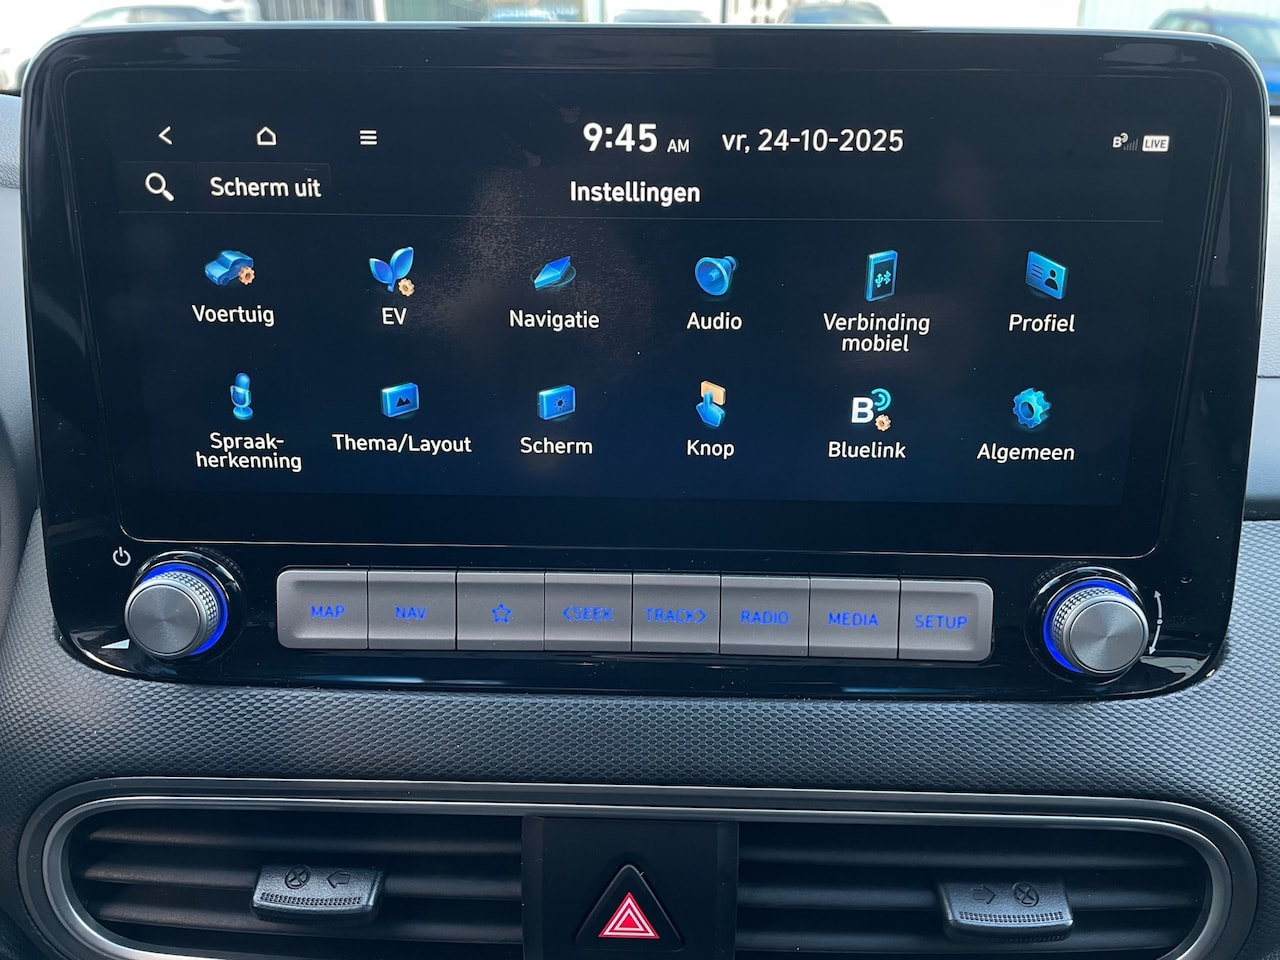 9:45 AM vr, 24-10-2025 B LIVE
Scherm uit
Instellingen
Voertuig
EV
Navigatie
Audio
Verbinding
mobiel
Profiel
Spraak-
herkenning
Thema/Layout
Scherm
Knop
B
Bluelink
Algemeen
MAP
NAV
<SEEK
TRACK>
RADIO
MEDIA
SETUP